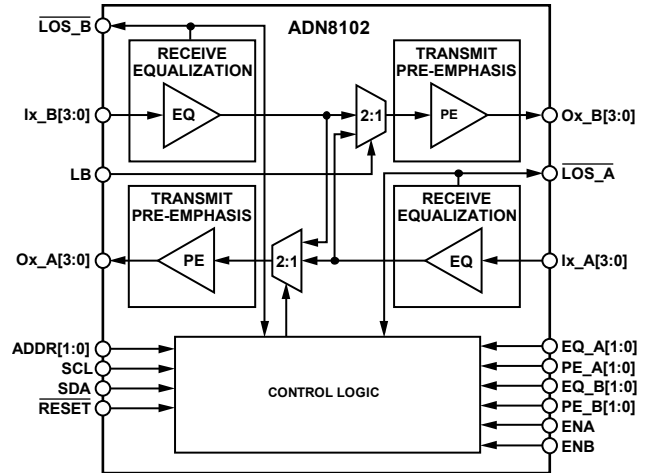 LOS_B
ADN8102
RECEIVE
EQUALIZATION
TRANSMIT
PRE-EMPHASIS
Ix_B[3:0]
EQ
2:1
PE
Ox_B[3:0]
LB
LOS_A
TRANSMIT
PRE-EMPHASIS
RECEIVE
EQUALIZATION
Ox_A[3:0]
PE
2:1
EQ
Ix_A[3:0]
ADDR[1:0]
SCL
SDA
RESET
CONTROL LOGIC
EQ_A[1:0]
PE_A[1:0]
EQ_B[1:0]
PE_B[1:0]
ENA
ENB